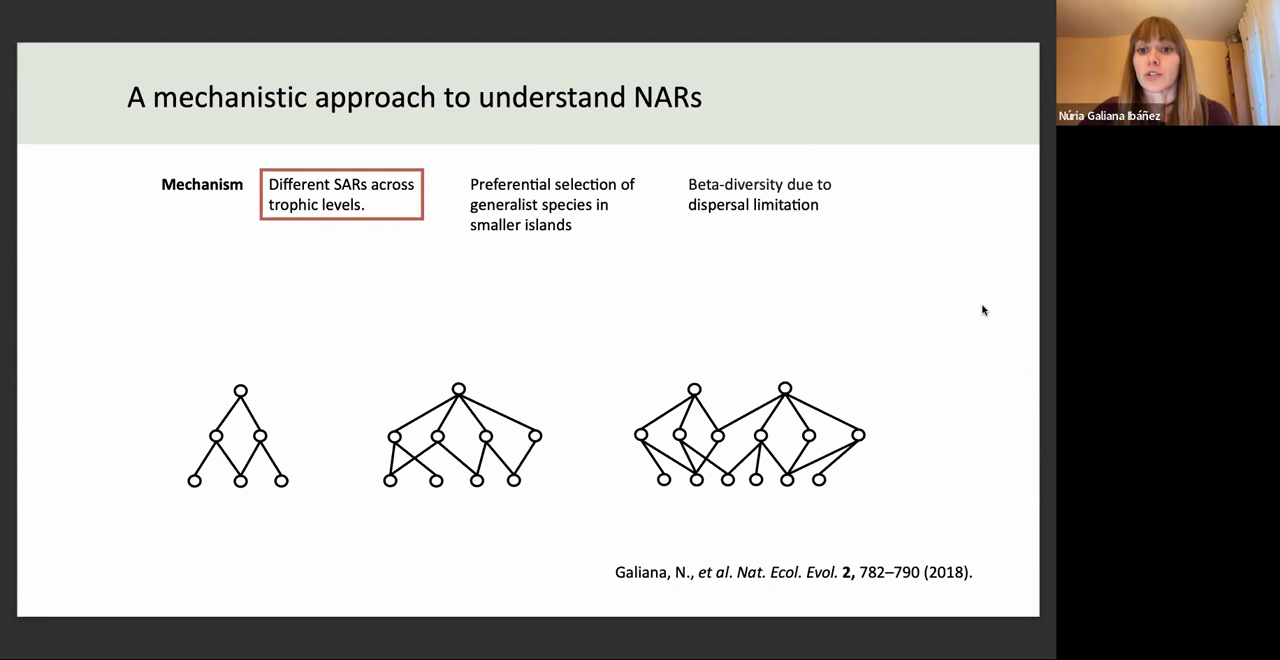 A mechanistic approach to understand NARs
Núria Galiana Ibáñez
Mechanism
Different SARs across
trophic levels.
Preferential selection of
generalist species in
smaller islands
Beta-diversity due to
dispersal limitation
Galiana, N., et al. Nat. Ecol. Evol. 2, 782–790 (2018).